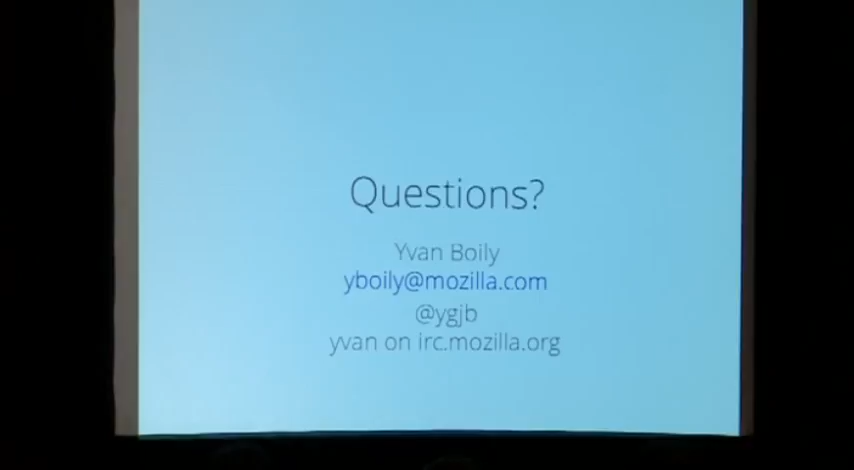 Questions?
Yvan Boily
yboily@mozilla.com
@ygjb
yvan on irc.mozilla.org